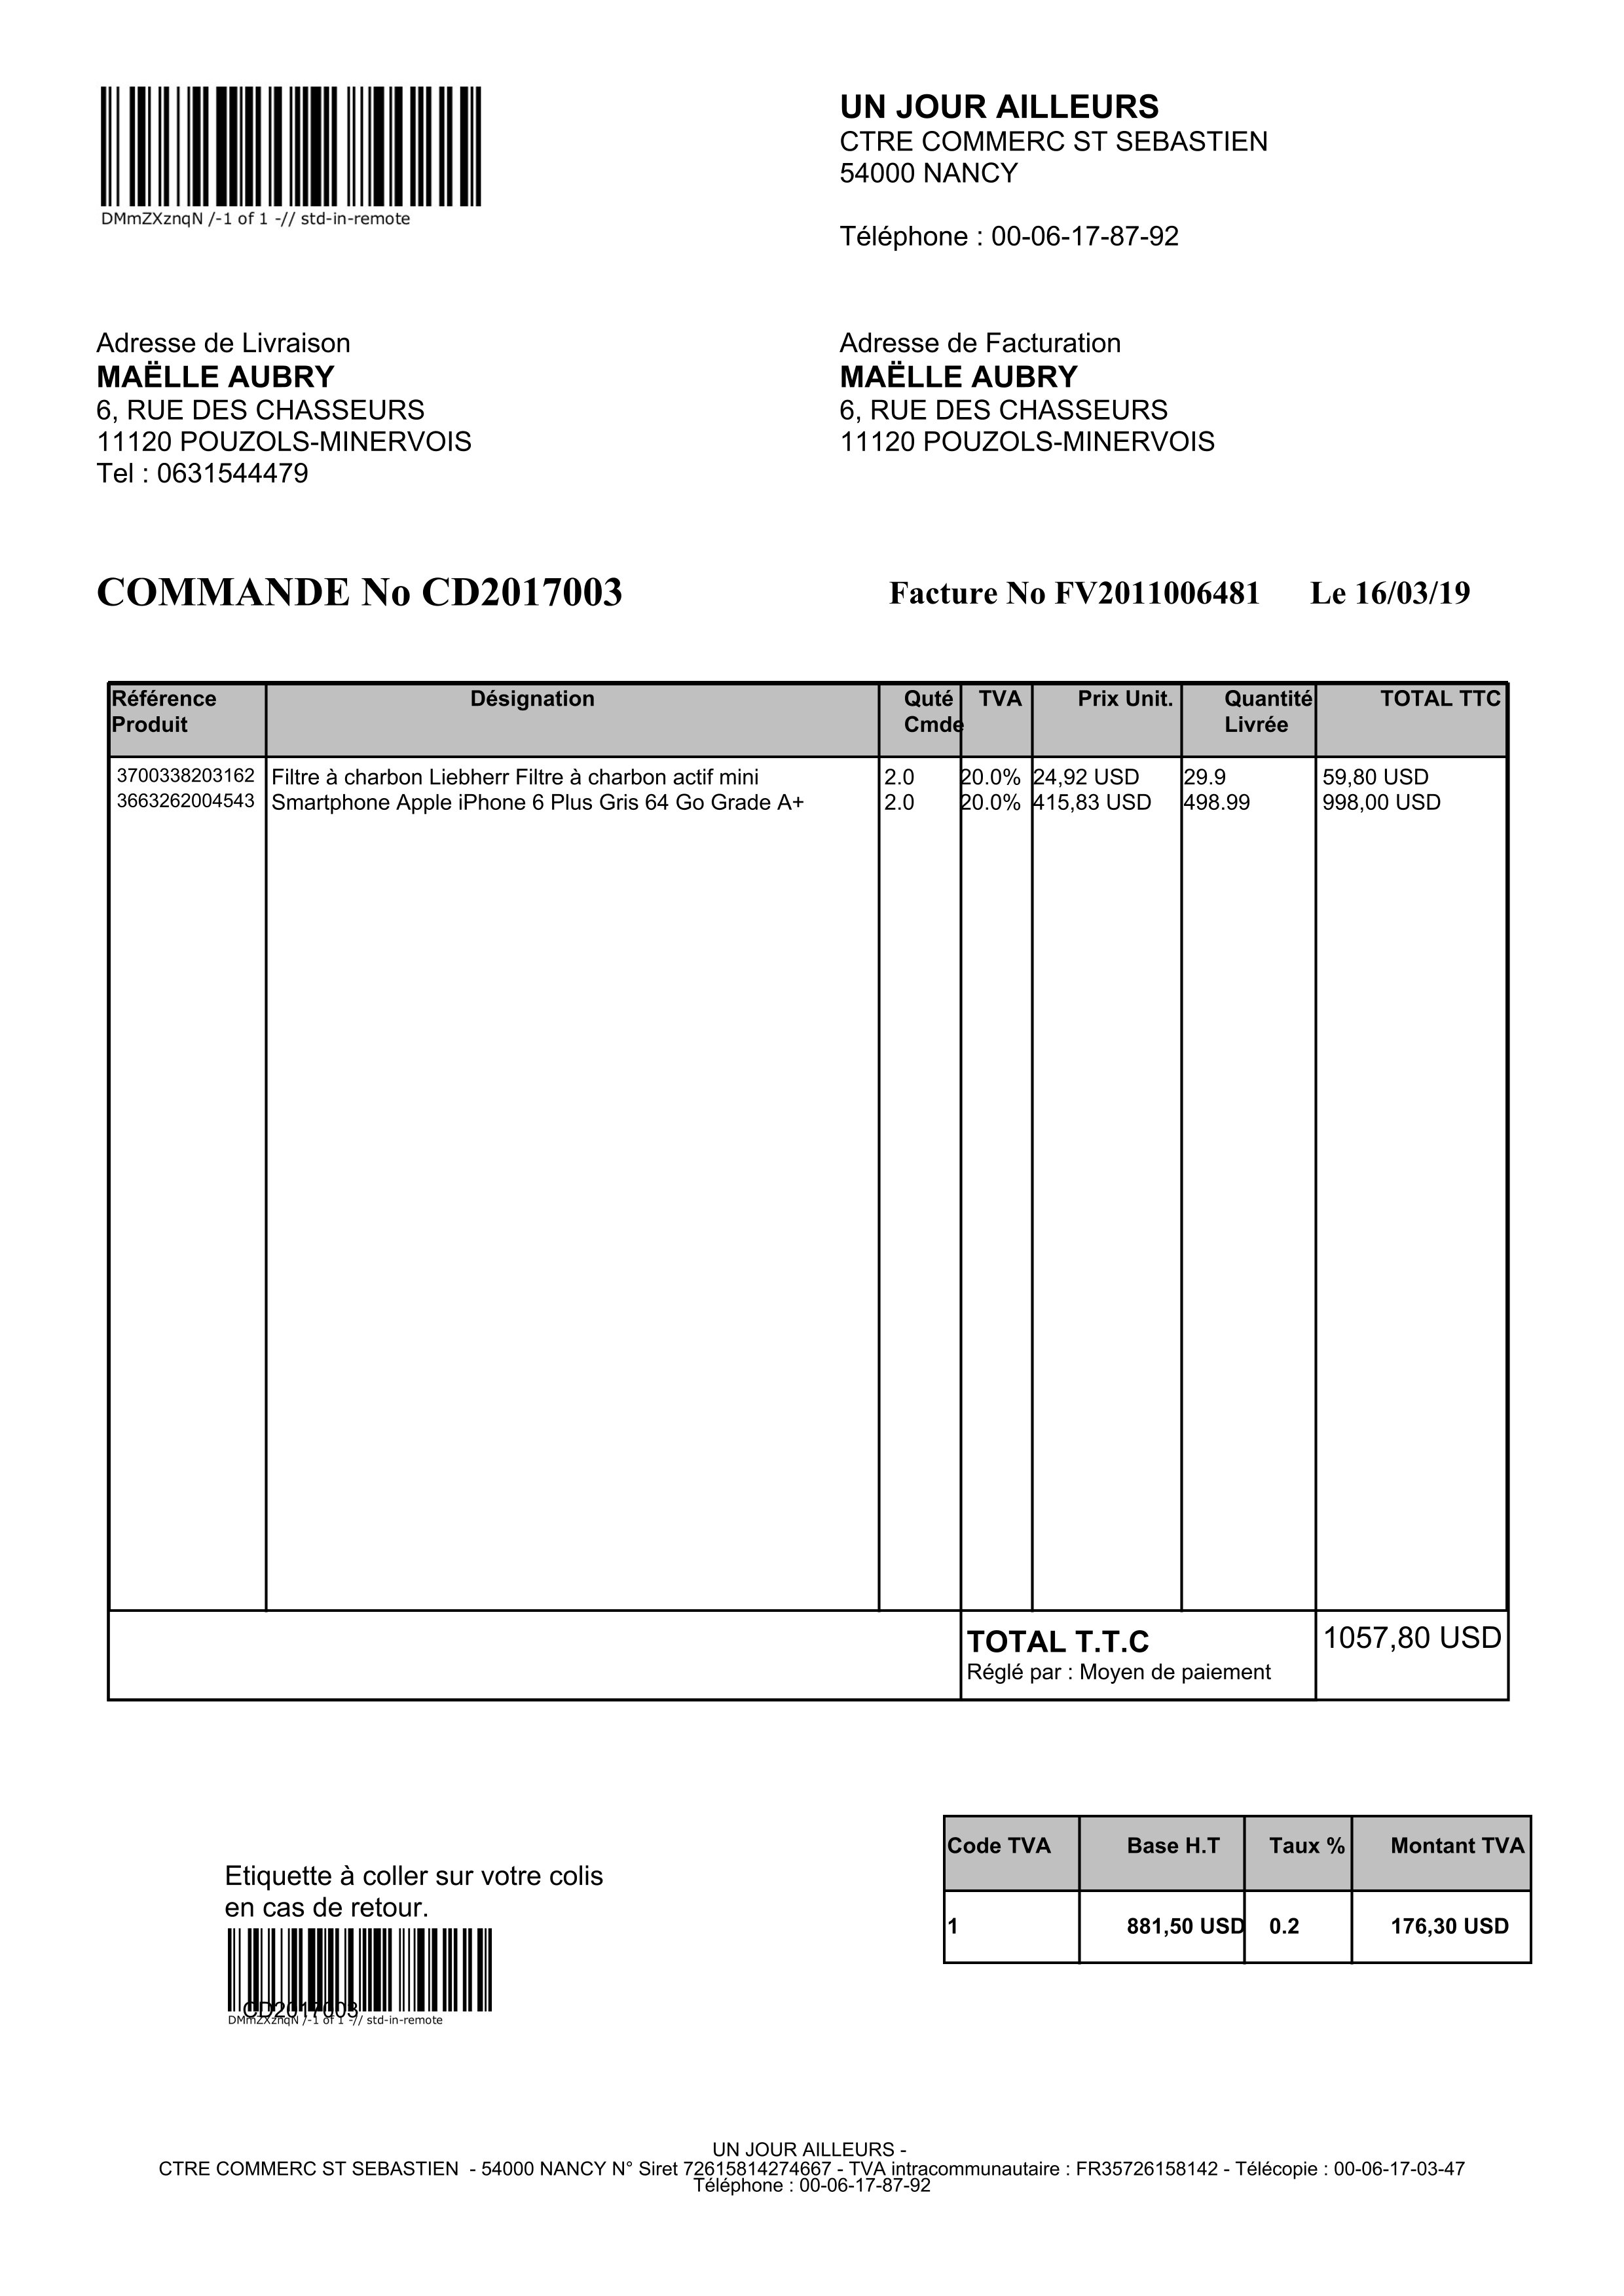 DMmZXznqN /-1 of 1 -// std-in-remote
UN JOUR AILLEURS
CTRE COMMERC ST SEBASTIEN
54000 NANCY
Téléphone : 00-06-17-87-92
Adresse de Livraison
MAËLLE AUBRY
6, RUE DES CHASSEURS
11120 POUZOLS-MINERVOIS
Tel : 0631544479
Adresse de Facturation
MAËLLE AUBRY
6, RUE DES CHASSEURS
11120 POUZOLS-MINERVOIS
COMMANDE No CD2017003 Facture No FV2011006481 Le 16/03/19
Référence Désignation Quté TVA Prix Unit. Quantité TOTAL TTC
Produit Cmde Livrée
3700338203162 Filtre à charbon Liebherr Filtre à charbon actif mini 2.0 20.0% 24,92 USD 29.9 59,80 USD
3663262004543 Smartphone Apple iPhone 6 Plus Gris 64 Go Grade A+ 2.0 20.0% 415,83 USD 498.99 998,00 USD
TOTAL T.T.C 1057,80 USD
Réglé par : Moyen de paiement
Code TVA Base H.T Taux % Montant TVA
1 881,50 USD 0.2 176,30 USD
Etiquette à coller sur votre colis
en cas de retour.
CD2017003
DMmZXznqN /-1 of 1 -// std-in-remote
UN JOUR AILLEURS -
CTRE COMMERC ST SEBASTIEN - 54000 NANCY N° Siret 72615814274667 - TVA intracommunautaire : FR35726158142 - Télécopie : 00-06-17-03-47
Téléphone : 00-06-17-87-92